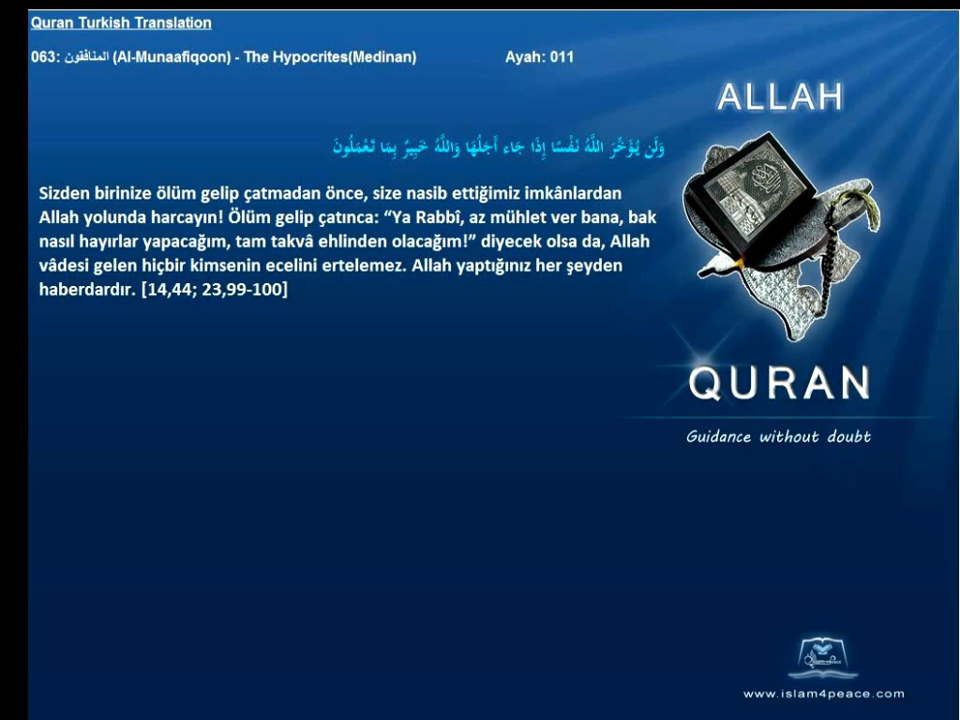 Quran Turkish Translation
063: المنافقون (Al-Munaafiqoon) - The Hypocrites(Medinan) Ayah: 011
ALLAH
وَلَن يُؤَخِّرَ اللَّهُ نَفْسًا إِذَا جَاء أَجَلُهَا وَاللَّهُ خَبِيرٌ بِمَا تَعْمَلُونَ
Sizden birinize ölüm gelip çatmadan önce, size nasib ettiğimiz imkânlardan
Allah yolunda harcayın! Ölüm gelip çatınca: “Ya Rabbî, az mühlet ver bana, bak
nasıl hayırlar yapacağım, tam takvâ ehlinden olacağım!” diyecek olsa da, Allah
vâdesi gelen hiçbir kimsenin ecelini ertelemez. Allah yaptığınız her şeyden
haberdardır. [14,44; 23,99-100]
QURAN
Guidance without doubt
www.islam4peace.com